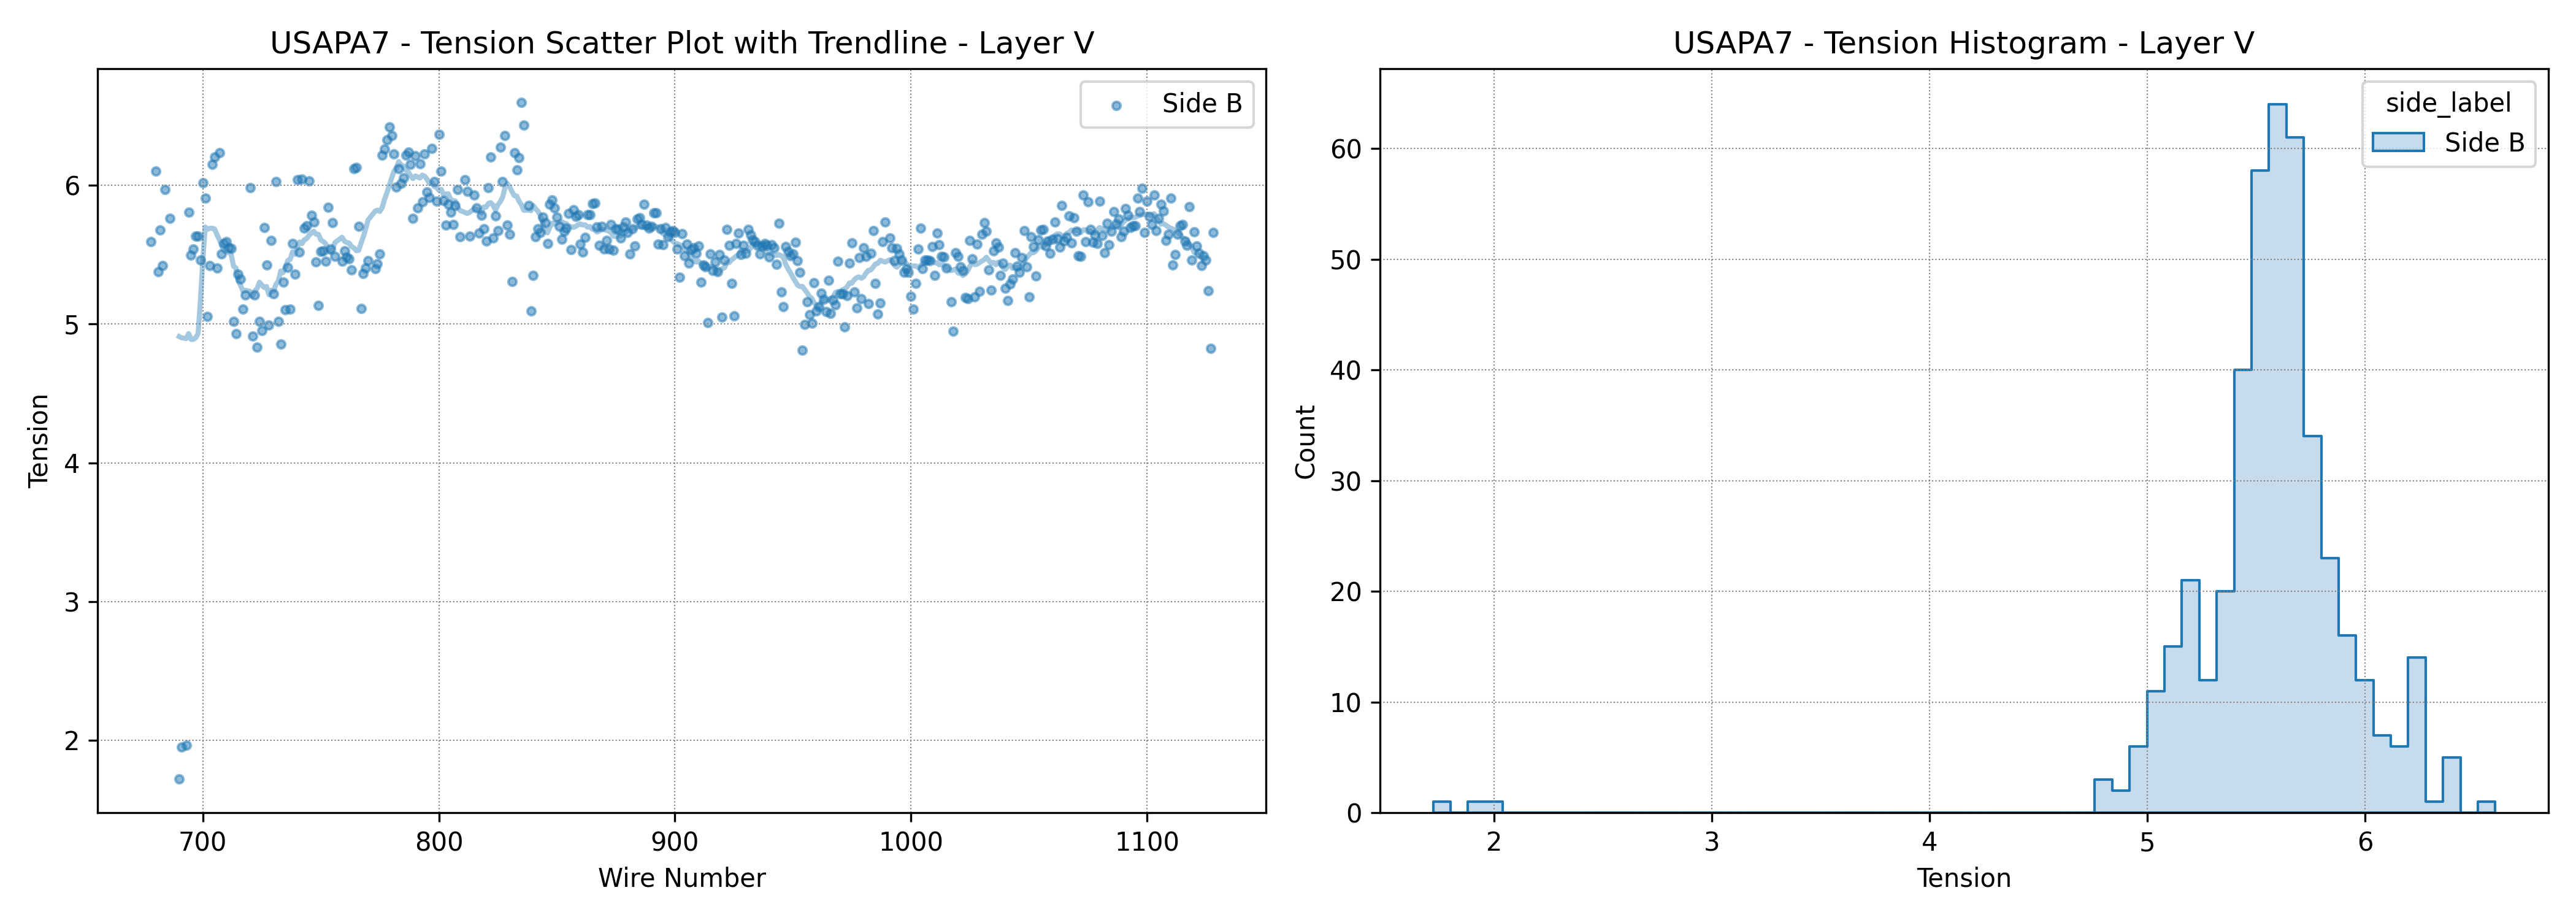 USAPA7 - Tension Scatter Plot with Trendline - Layer V
Side B
Tension
6
5
4
3
2
700
800
900
1000
1100
Wire Number
USAPA7 - Tension Histogram - Layer V
side_label
Side B
Count
60
50
40
30
20
10
0
2
3
4
5
6
Tension